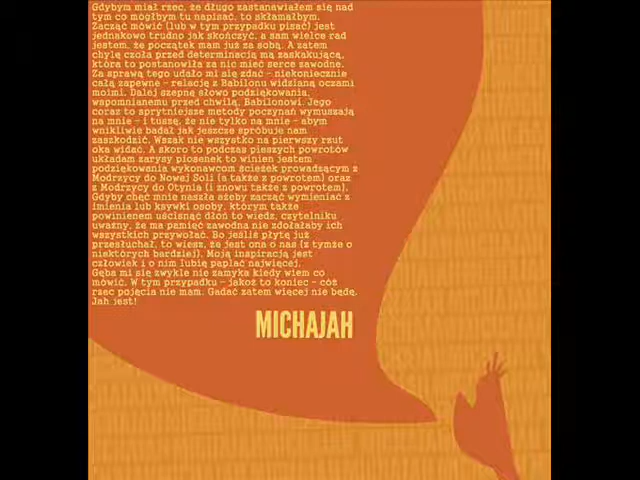 Gdybym miał rzec, że długo zastanawiałem się nad
tym co mógłbym tu napisać, to skłamałbym.
Zacząć mówić (lub w tym przypadku pisać) jest
jednakowo trudno jak skończyć, a sam wielce rad
jestem, że początek mam już za sobą. A zatem
chylę czoła przed determinacją mą zaskakującą,
która to postanowiła za nic mieć serce zawodne.
Za sprawą tego udało mi się zdać – niekoniecznie
całą zapewne – relację z Babilonu widzianą oczami
moimi. Dalej szepnę słowo podziękowania,
wspomnianemu przed chwilą, Babilonowi. Jego
coraz to sprytniejsze metody poczynań wymuszają
na mnie – i tuszę, że nie tylko na mnie – abym
wnikliwie badał jak jeszcze spróbuje nam
zaszkodzić. Wszak nie wszystko na pierwszy rzut
oka widać. A skoro to podczas pieszych powrotów
układam zarysy piosenek to winien jestem
podziękowania wykonawcom ścieżek prowadzącym z
Modrzycy do Nowej Soli (a także z powrotem) oraz
z Modrzycy do Otynia (i znowu także z powrotem).
Gdyby chęć mnie naszła ażeby zacząć wymieniać z
imienia lub ksywki osoby, którym także
powinienem uścisnąć dłoń to wiedz, czytelniku
uważny, że ma pamięć zawodna nie zdołałaby ich
wszystkich przywołać. Bo jeśliś płytę już
przesłuchał, to wiesz, że jest ona o nas (z tymże o
niektórych bardziej). Moją inspiracją jest
człowiek i o nim lubię paplać najwięcej.
Gęba mi się zwykle nie zamyka kiedy wiem co
mówić. W tym przypadku – jakoż to koniec – cóż
rzec pojęcia nie mam. Gadać zatem więcej nie będę.
Jah jest!
MICHAJAH